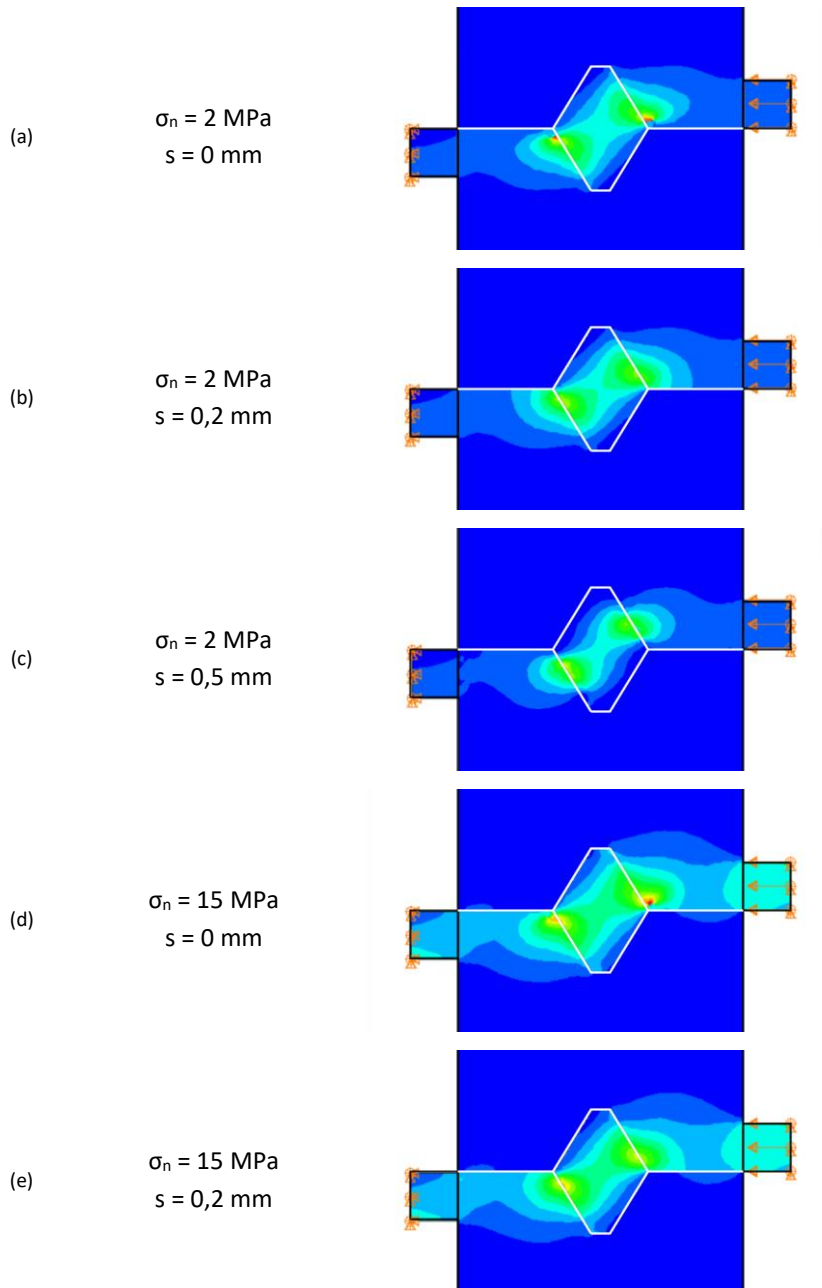 (a)
σₙ = 2 MPa
s = 0 mm
(b)
σₙ = 2 MPa
s = 0,2 mm
(c)
σₙ = 2 MPa
s = 0,5 mm
(d)
σₙ = 15 MPa
s = 0 mm
(e)
σₙ = 15 MPa
s = 0,2 mm